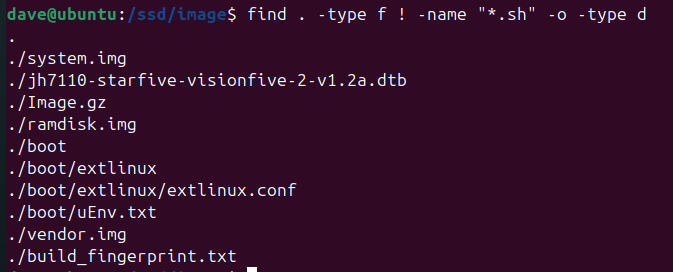 dave@ubuntu:/ssd/image$ find . -type f ! -name "*.sh" -o -type d
.
./system.img
./jh7110-starfive-visionfive-2-v1.2a.dtb
./Image.gz
./ramdisk.img
./boot
./boot/extlinux
./boot/extlinux/extlinux.conf
./boot/uEnv.txt
./vendor.img
./build_fingerprint.txt